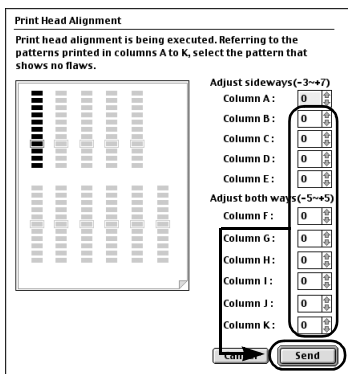 Print Head Alignment
Print head alignment is being executed. Referring to the
patterns printed in columns A to K, select the pattern that
shows no flaws.
Adjust sideways(-3~+7)
Column A : 0
Column B : 0
Column C : 0
Column D : 0
Column E : 0
Adjust both ways(-5~+5)
Column F : 0
Column G : 0
Column H : 0
Column I : 0
Column J : 0
Column K : 0
Send